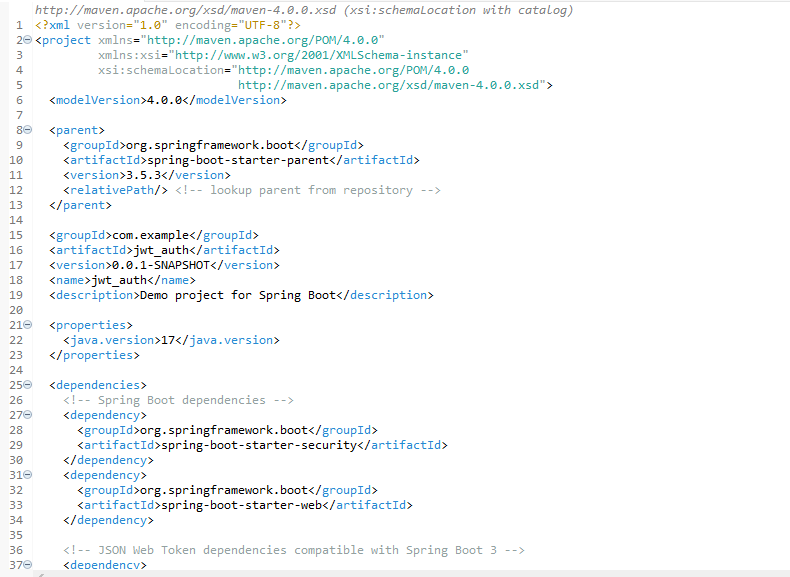 http://maven.apache.org/xsd/maven-4.0.0.xsd (xsi:schemaLocation with catalog)
1 <?xml version="1.0" encoding="UTF-8"?>
2 <project xmlns="http://maven.apache.org/POM/4.0.0"
3          xmlns:xsi="http://www.w3.org/2001/XMLSchema-instance"
4          xsi:schemaLocation="http://maven.apache.org/POM/4.0.0
5                              http://maven.apache.org/xsd/maven-4.0.0.xsd">
6   <modelVersion>4.0.0</modelVersion>
7
8   <parent>
9     <groupId>org.springframework.boot</groupId>
10     <artifactId>spring-boot-starter-parent</artifactId>
11     <version>3.5.3</version>
12     <relativePath/> <!-- lookup parent from repository -->
13   </parent>
14
15   <groupId>com.example</groupId>
16   <artifactId>jwt_auth</artifactId>
17   <version>0.0.1-SNAPSHOT</version>
18   <name>jwt_auth</name>
19   <description>Demo project for Spring Boot</description>
20
21   <properties>
22     <java.version>17</java.version>
23   </properties>
24
25   <dependencies>
26     <!-- Spring Boot dependencies -->
27     <dependency>
28       <groupId>org.springframework.boot</groupId>
29       <artifactId>spring-boot-starter-security</artifactId>
30     </dependency>
31     <dependency>
32       <groupId>org.springframework.boot</groupId>
33       <artifactId>spring-boot-starter-web</artifactId>
34     </dependency>
35
36     <!-- JSON Web Token dependencies compatible with Spring Boot 3 -->
37     <dependency>